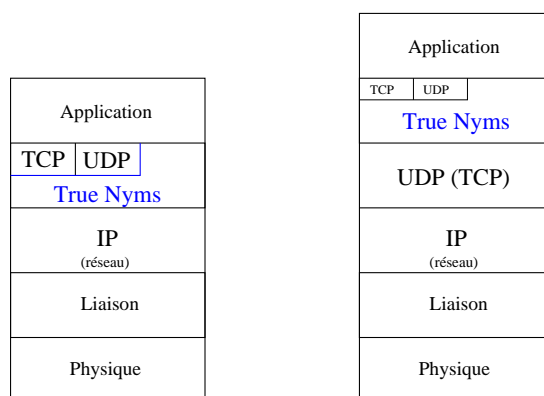 Application
TCP UDP
True Nyms
IP
(réseau)
Liaison
Physique
Application
TCP UDP
True Nyms
UDP (TCP)
IP
(réseau)
Liaison
Physique